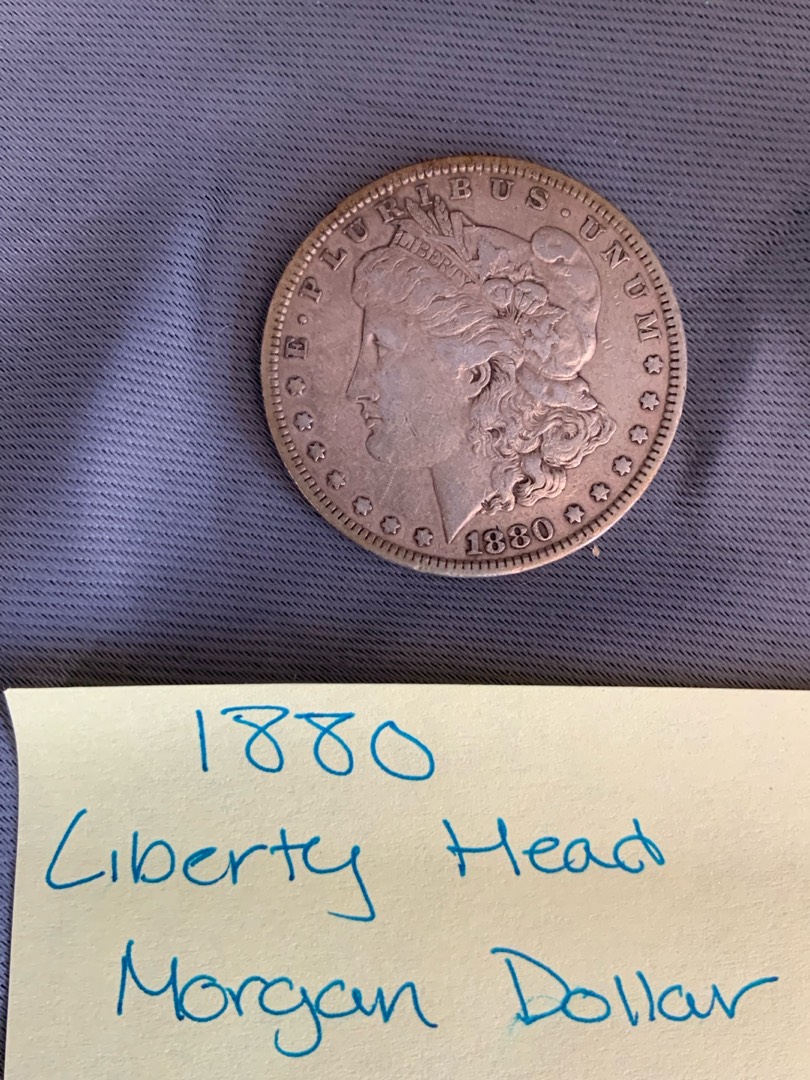 E · PLURIBUS · UNUM
LIBERTY
1880
1880
Liberty Head
Morgan Dollar